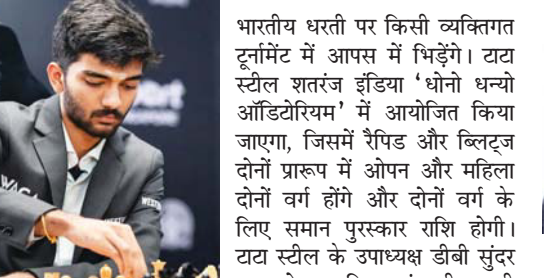 भारतीय धरती पर किसी व्यक्तिगत
टूर्नामेंट में आपस में भिड़ेंगे। टाटा
स्टील शतरंज इंडिया ‘धोनो धन्यो
ऑडिटोरियम’ में आयोजित किया
जाएगा, जिसमें रैपिड और ब्लिट्ज
दोनों प्रारूप में ओपन और महिला
दोनों वर्ग होंगे और दोनों वर्ग के
लिए समान पुरस्कार राशि होगी।
टाटा स्टील के उपाध्यक्ष डीबी सुंदर